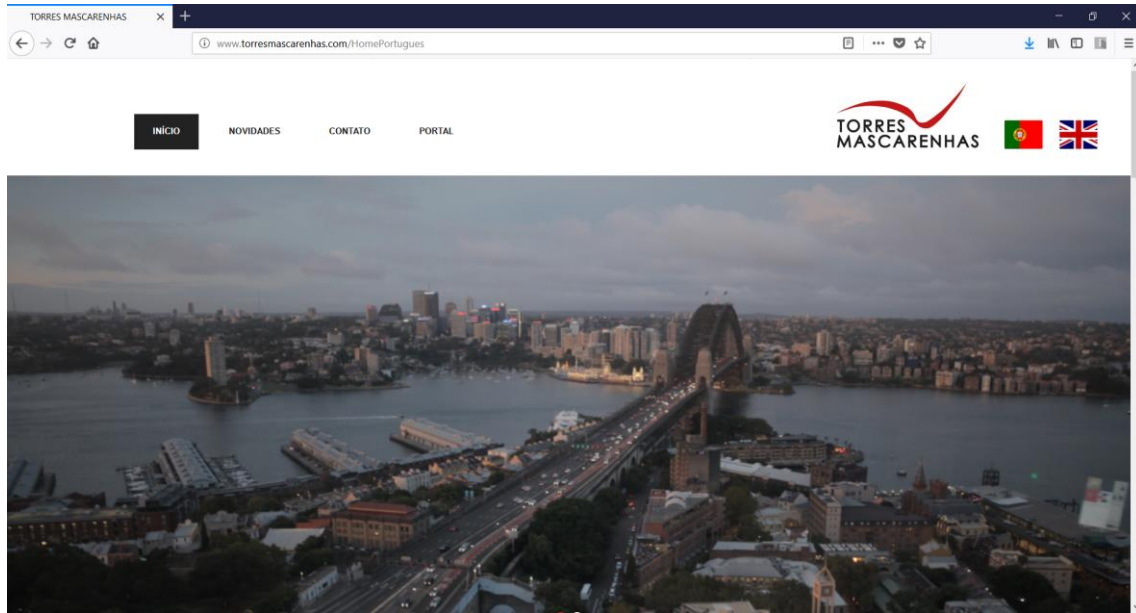 TORRES MASCARENHAS
www.torresmascarenhas.com/HomePortugues
INÍCIO NOVIDADES CONTATO PORTAL
TORRES
MASCARENHAS